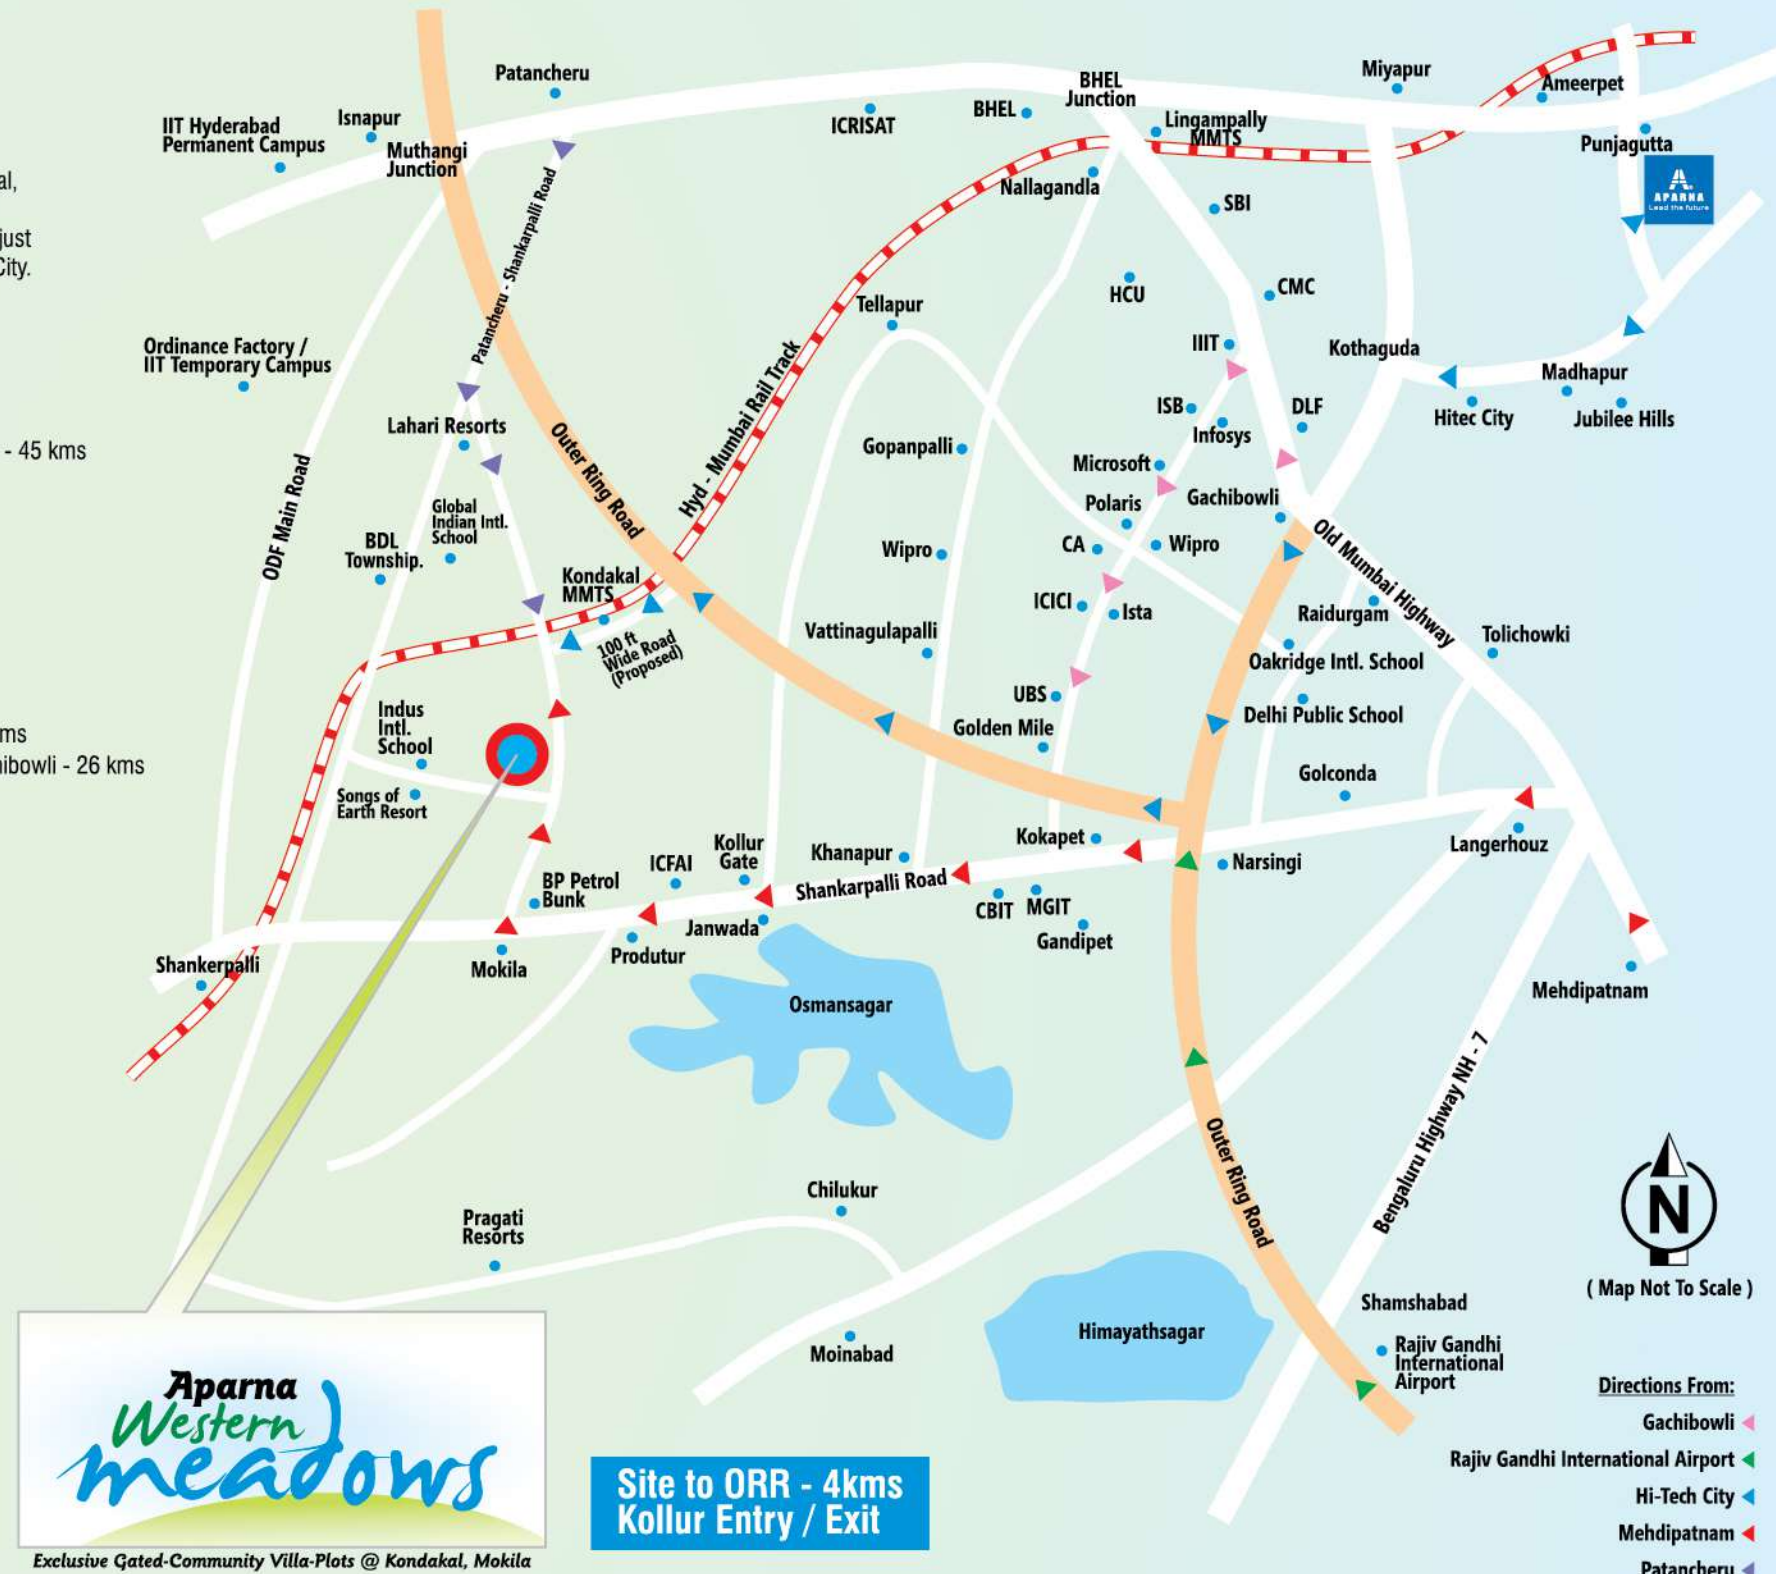 Patancheru
BHEL
Junction
Miyapur
Ameerpet
IIT Hyderabad
Permanent Campus
Isnapur
Muthangi
Junction
ICRISAT
BHEL
Lingampally
MMTS
Punjagutta
APARNA
Lead the future
Nallagandla
SBI
al,
just
City.
Patancheru - Shankarpalli Road
HCU
CMC
Tellapur
IIIT
Kothaguda
Ordinance Factory /
IIT Temporary Campus
Hyd - Mumbai Rail Track
Madhapur
Hitec City
Jubilee Hills
ISB
DLF
Infosys
Lahari Resorts
- 45 kms
Outer Ring Road
Gopanpalli
Microsoft
Gachibowli
Polaris
ODF Main Road
Global
Indian Intl.
School
BDL
Township.
Wipro
CA
Wipro
Old Mumbai Highway
Kondakal
MMTS
100 ft
Wide Road
(Proposed)
ICICI
Ista
Raidurgam
Vattinagulapalli
Tolichowki
Oakridge Intl. School
UBS
Delhi Public School
Golden Mile
Indus
Intl.
School
ms
hibowli - 26 kms
Songs of
Earth Resort
Golconda
Kokapet
Langerhouz
Kollur
Gate
Khanapur
ICFAI
Narsingi
BP Petrol
Bunk
Shankarpalli Road
CBIT
MGIT
Gandipet
Janwada
Produtur
Mokila
Shankerpalli
Mehdipatnam
Osmansagar
Bengaluru Highway NH - 7
Outer Ring Road
Chilukur
Pragati
Resorts
N
( Map Not To Scale )
Shamshabad
Himayathsagar
Rajiv Gandhi
International
Airport
Moinabad
Aparna
Western
meadows
Exclusive Gated-Community Villa-Plots @ Kondakal, Mokila
Site to ORR - 4kms
Kollur Entry / Exit
Directions From:
Gachibowli
Rajiv Gandhi International Airport
Hi-Tech City
Mehdipatnam
Patancheru